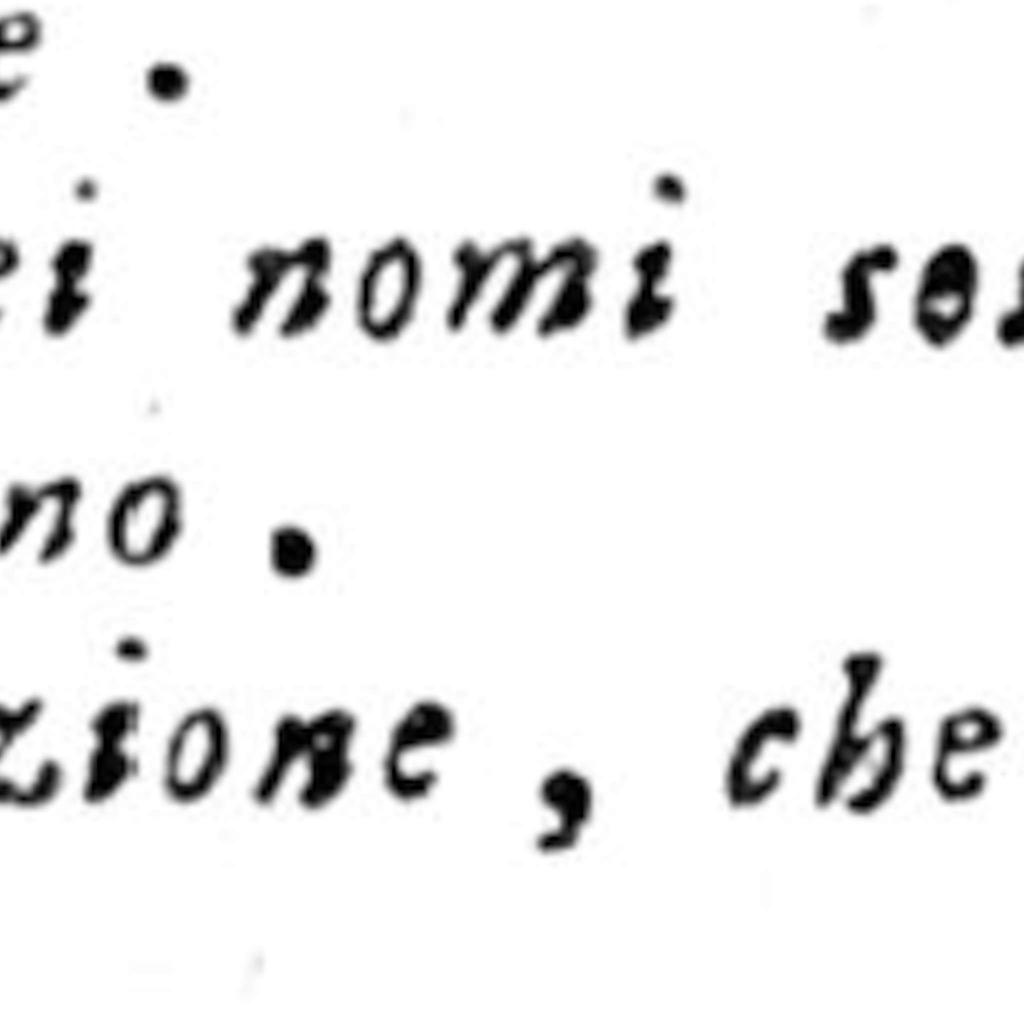 e .
ei nomi so
no .
zione , che